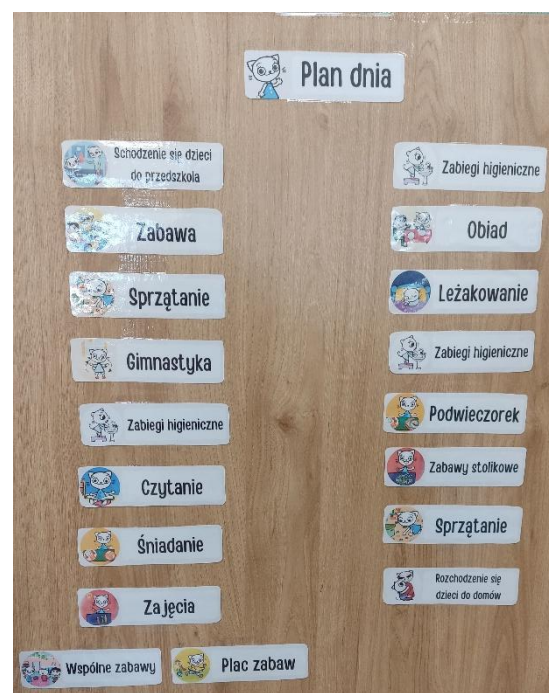 Plan dnia
Schodzenie się dzieci
do przedszkola
Zabawa
Sprzątanie
Gimnastyka
Zabiegi higieniczne
Czytanie
Śniadanie
Zajęcia
Wspólne zabawy
Plac zabaw
Zabiegi higieniczne
Obiad
Leżakowanie
Zabiegi higieniczne
Podwieczorek
Zabawy stolikowe
Sprzątanie
Rozchodzenie się
dzieci do domów